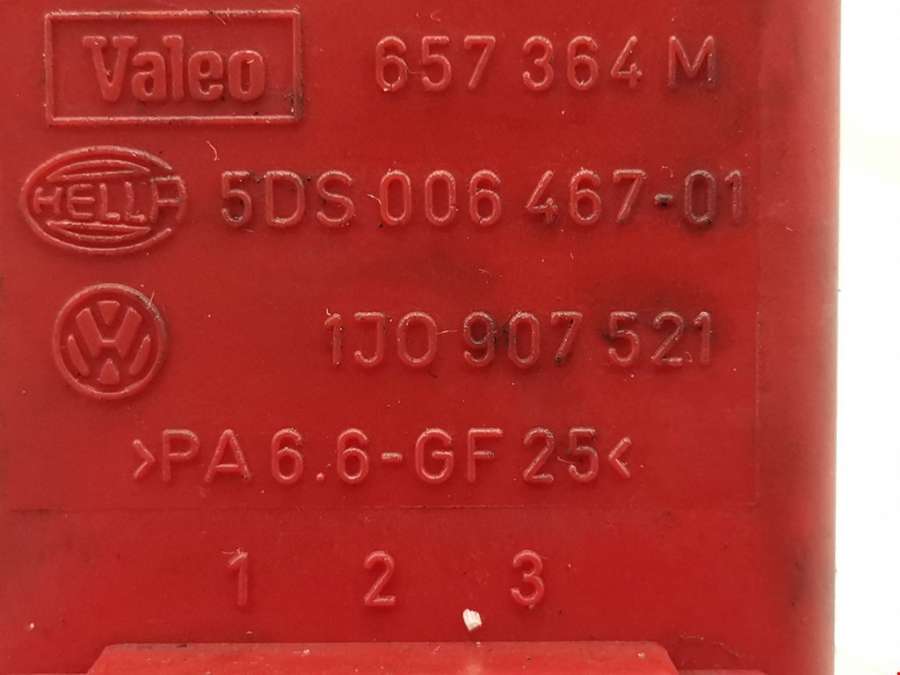 Valeo 657 364 M
HELLA 5DS 006 467-01
VW 1J0 907 521
>PA 6.6-GF 25<
1 2 3